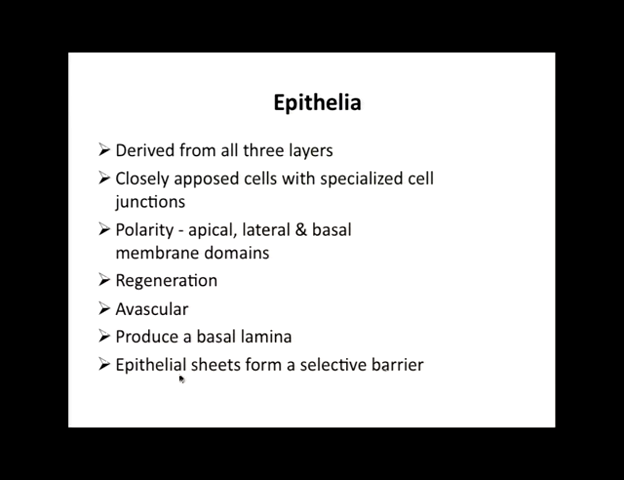 Epithelia
➢ Derived from all three layers
➢ Closely apposed cells with specialized cell
junctions
➢ Polarity - apical, lateral & basal
membrane domains
➢ Regeneration
➢ Avascular
➢ Produce a basal lamina
➢ Epithelial sheets form a selective barrier